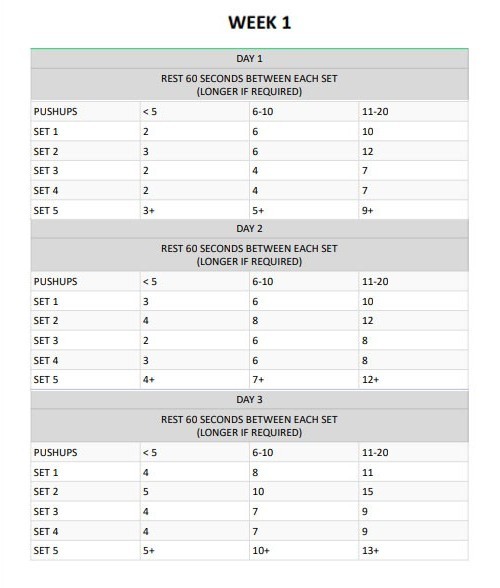 WEEK 1
DAY 1
REST 60 SECONDS BETWEEN EACH SET
(LONGER IF REQUIRED)
PUSHUPS < 5 6-10 11-20
SET 1 2 6 10
SET 2 3 6 12
SET 3 2 4 7
SET 4 2 4 7
SET 5 3+ 5+ 9+
DAY 2
REST 60 SECONDS BETWEEN EACH SET
(LONGER IF REQUIRED)
PUSHUPS < 5 6-10 11-20
SET 1 3 6 10
SET 2 4 8 12
SET 3 2 6 8
SET 4 3 6 8
SET 5 4+ 7+ 12+
DAY 3
REST 60 SECONDS BETWEEN EACH SET
(LONGER IF REQUIRED)
PUSHUPS < 5 6-10 11-20
SET 1 4 8 11
SET 2 5 10 15
SET 3 4 7 9
SET 4 4 7 9
SET 5 5+ 10+ 13+